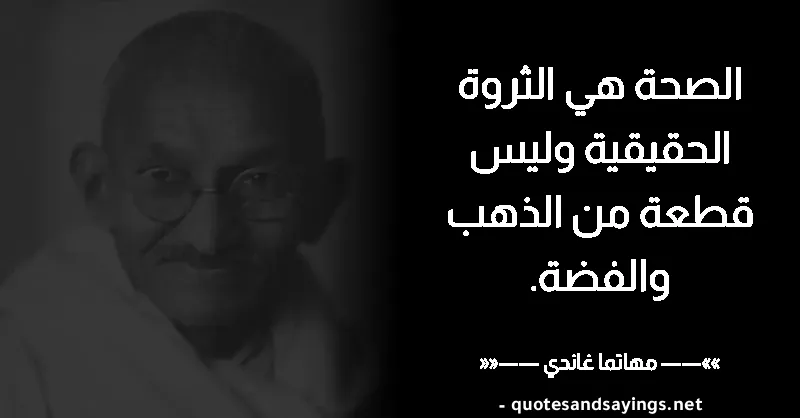 الصحة هي الثروة
الحقيقية وليس
قطعة من الذهب
والفضة.
»»—— مهاتما غاندي ——««
- quotesandsayings.net